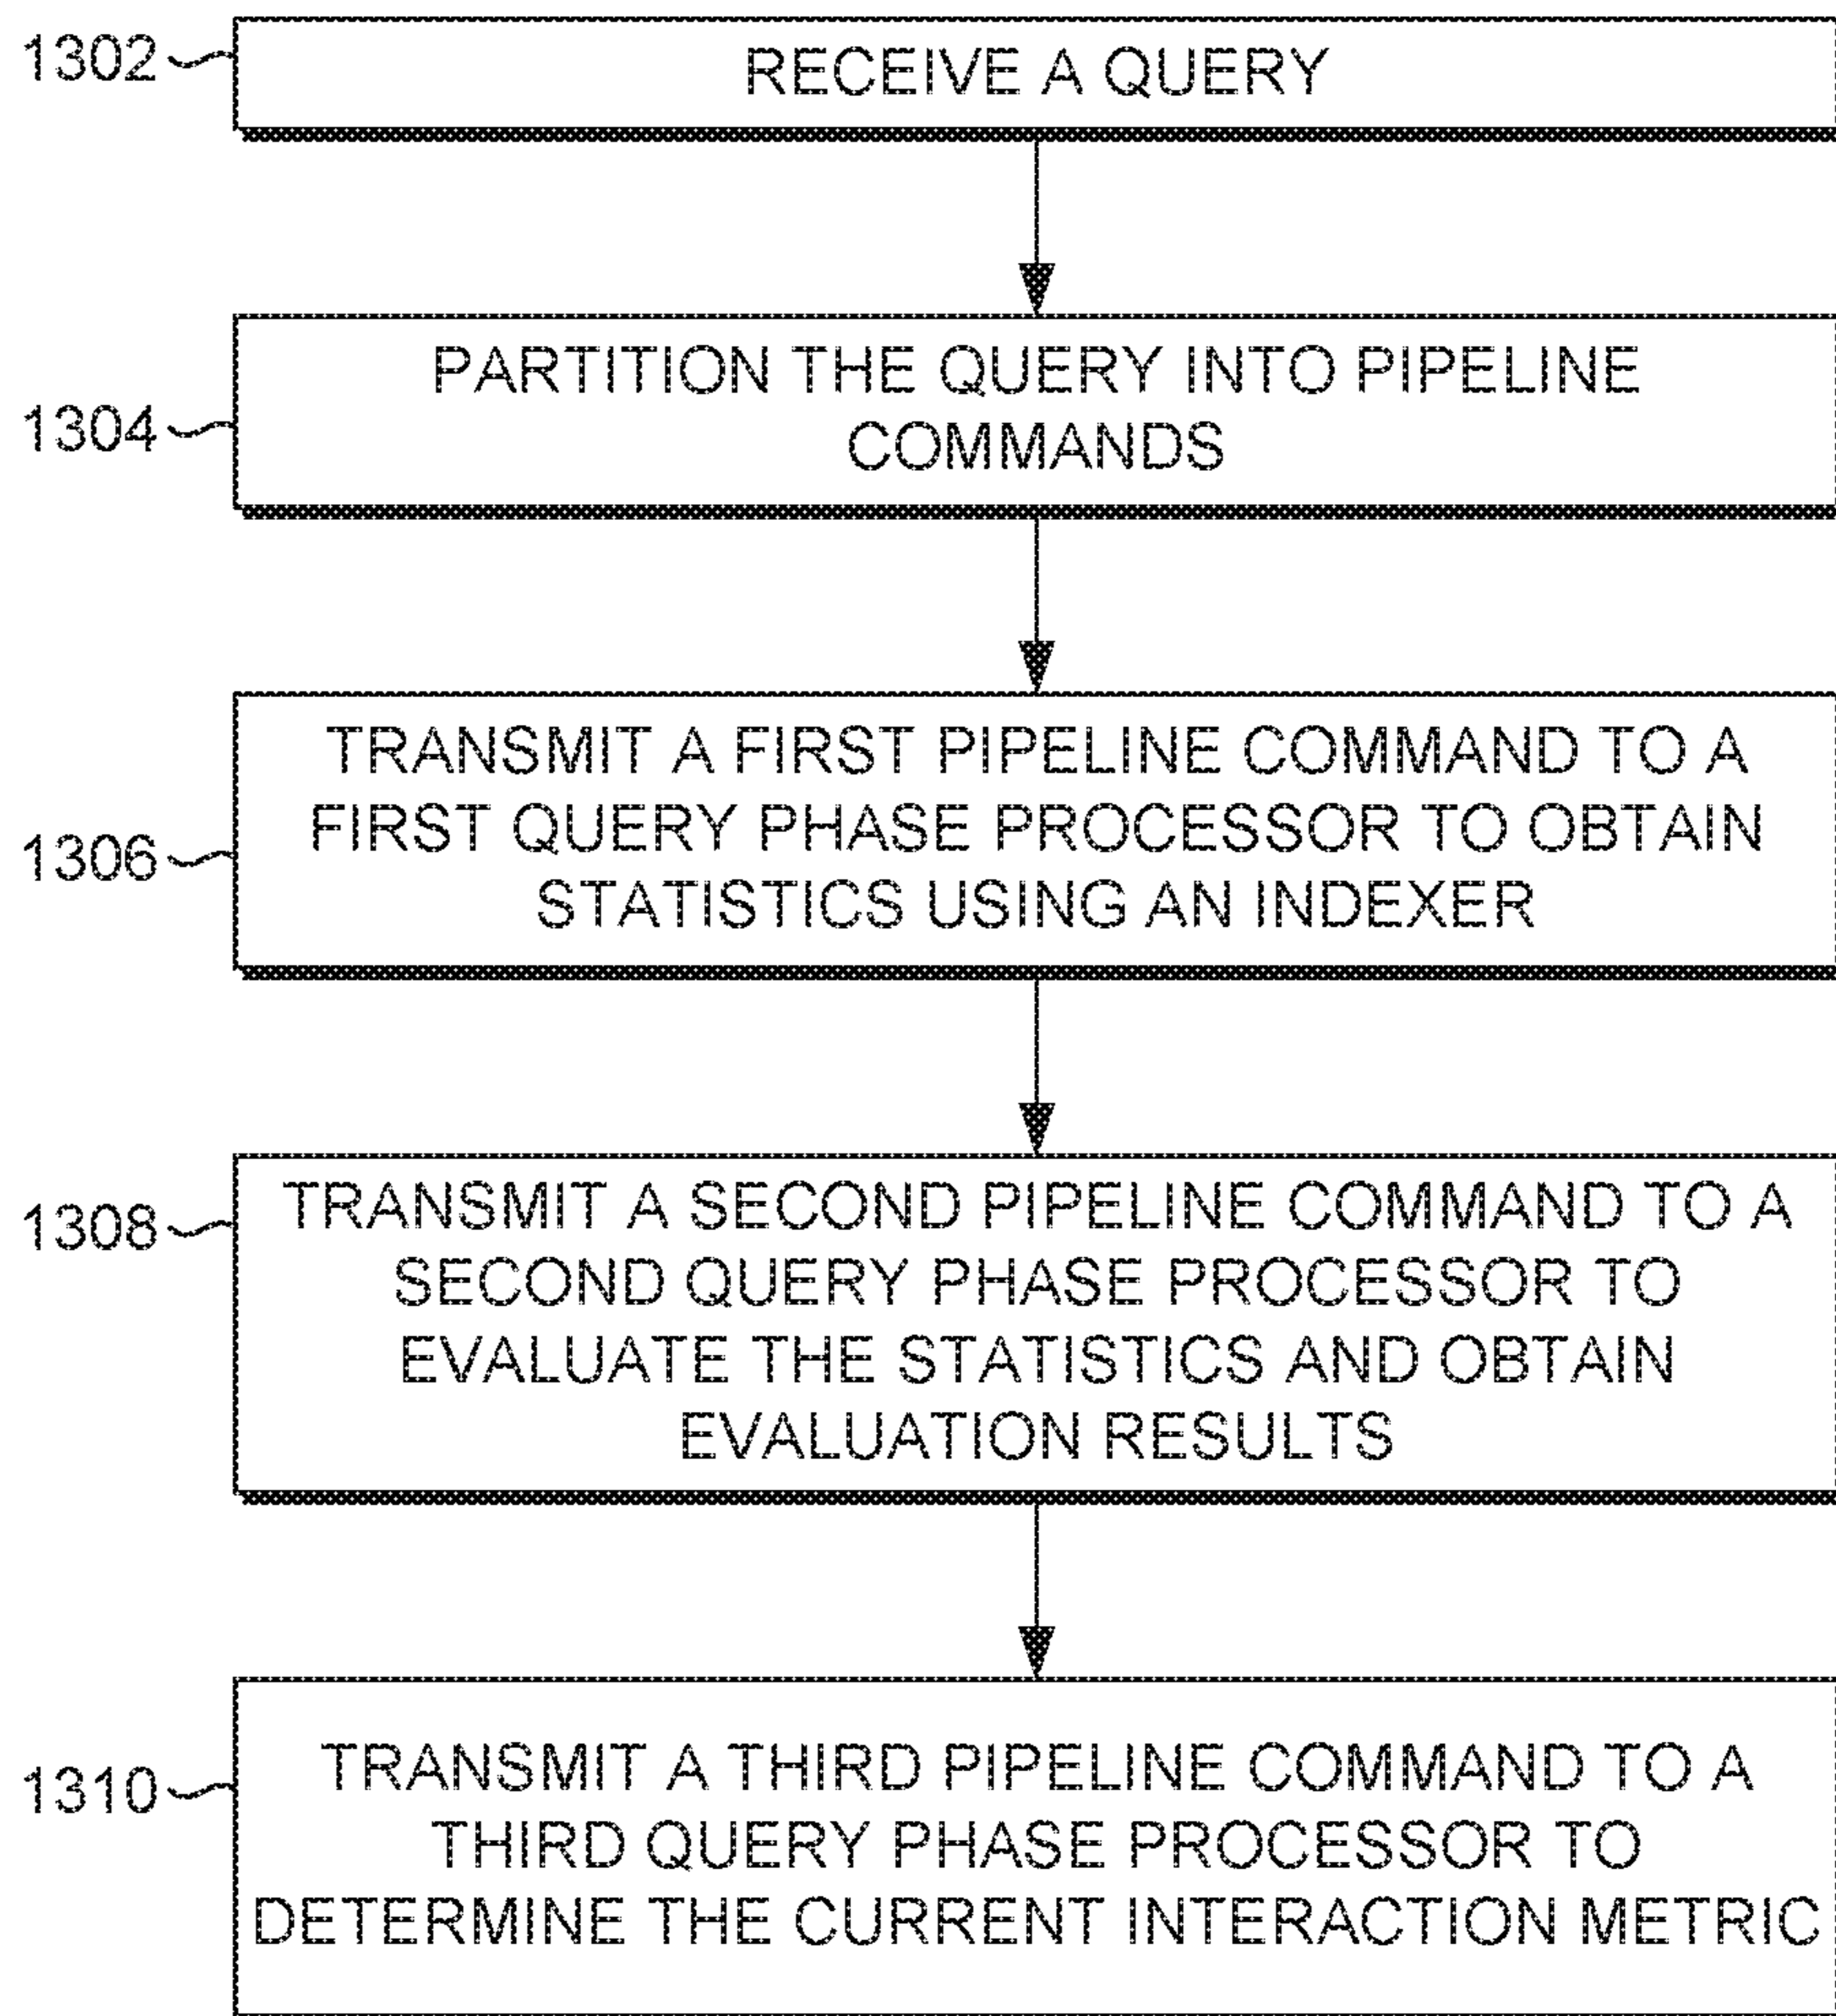 1302
RECEIVE A QUERY
1304
PARTITION THE QUERY INTO PIPELINE
COMMANDS
1306
TRANSMIT A FIRST PIPELINE COMMAND TO A
FIRST QUERY PHASE PROCESSOR TO OBTAIN
STATISTICS USING AN INDEXER
1308
TRANSMIT A SECOND PIPELINE COMMAND TO A
SECOND QUERY PHASE PROCESSOR TO
EVALUATE THE STATISTICS AND OBTAIN
EVALUATION RESULTS
1310
TRANSMIT A THIRD PIPELINE COMMAND TO A
THIRD QUERY PHASE PROCESSOR TO
DETERMINE THE CURRENT INTERACTION METRIC